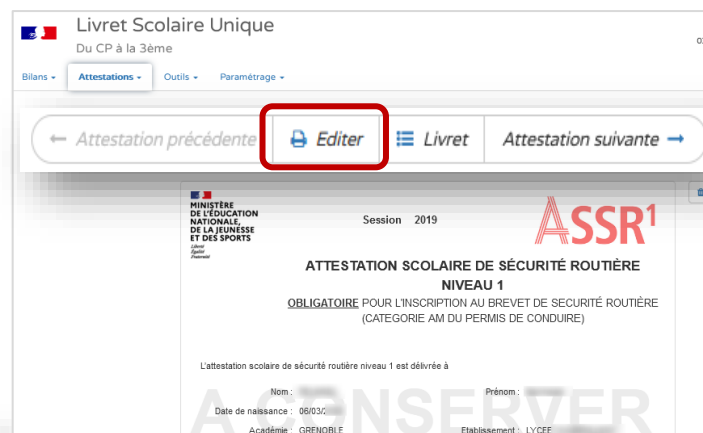 Livret Scolaire Unique
Du CP à la 3ème
Bilans Attestations Outils Paramétrage
← Attestation précédente Editer Livret Attestation suivante →
MINISTÈRE
DE L'ÉDUCATION
NATIONALE,
DE LA JEUNESSE
ET DES SPORTS
Liberté
Égalité
Fraternité
Session 2019
ASSR1
ATTESTATION SCOLAIRE DE SÉCURITÉ ROUTIÈRE
NIVEAU 1
OBLIGATOIRE POUR L'INSCRIPTION AU BREVET DE SECURITÉ ROUTIÈRE
(CATEGORIE AM DU PERMIS DE CONDUIRE)
L'attestation scolaire de sécurité routière niveau 1 est délivrée à
Nom : Prénom :
A CONSERVER
Date de naissance : 06/03/
Académie : GRENOBLE Etablissement : LYCEE